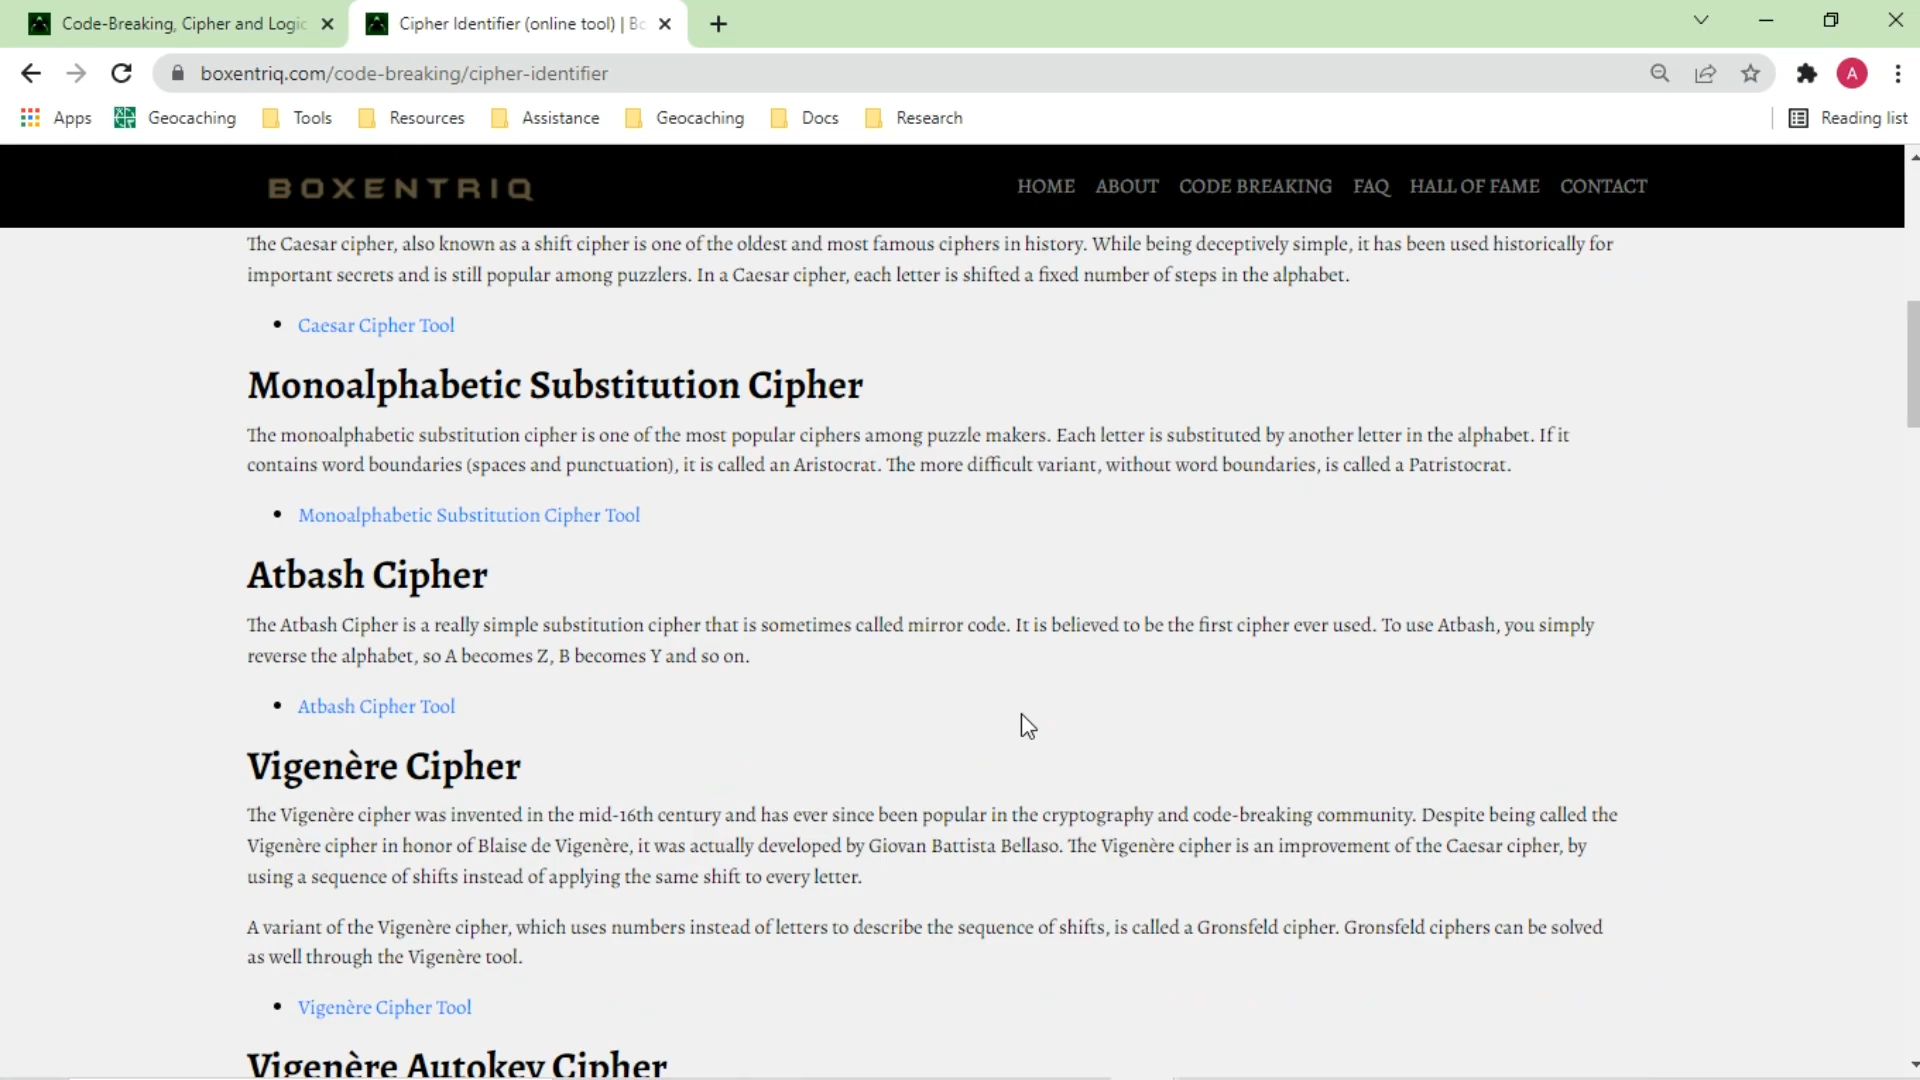 Code-Breaking, Cipher and Logic
Cipher Identifier (online tool) | Bo
boxentriq.com/code-breaking/cipher-identifier
A
Apps Geocaching Tools Resources Assistance Geocaching Docs Research Reading list
BOXENTRIQ HOME ABOUT CODE BREAKING FAQ HALL OF FAME CONTACT
The Caesar cipher, also known as a shift cipher is one of the oldest and most famous ciphers in history. While being deceptively simple, it has been used historically for
important secrets and is still popular among puzzlers. In a Caesar cipher, each letter is shifted a fixed number of steps in the alphabet.
• Caesar Cipher Tool
Monoalphabetic Substitution Cipher
The monoalphabetic substitution cipher is one of the most popular ciphers among puzzle makers. Each letter is substituted by another letter in the alphabet. If it
contains word boundaries (spaces and punctuation), it is called an Aristocrat. The more difficult variant, without word boundaries, is called a Patristocrat.
• Monoalphabetic Substitution Cipher Tool
Atbash Cipher
The Atbash Cipher is a really simple substitution cipher that is sometimes called mirror code. It is believed to be the first cipher ever used. To use Atbash, you simply
reverse the alphabet, so A becomes Z, B becomes Y and so on.
• Atbash Cipher Tool
Vigenère Cipher
The Vigenère cipher was invented in the mid-16th century and has ever since been popular in the cryptography and code-breaking community. Despite being called the
Vigenère cipher in honor of Blaise de Vigenère, it was actually developed by Giovan Battista Bellaso. The Vigenère cipher is an improvement of the Caesar cipher, by
using a sequence of shifts instead of applying the same shift to every letter.
A variant of the Vigenère cipher, which uses numbers instead of letters to describe the sequence of shifts, is called a Gronsfeld cipher. Gronsfeld ciphers can be solved
as well through the Vigenère tool.
• Vigenère Cipher Tool
Vigenère Autokey Cipher